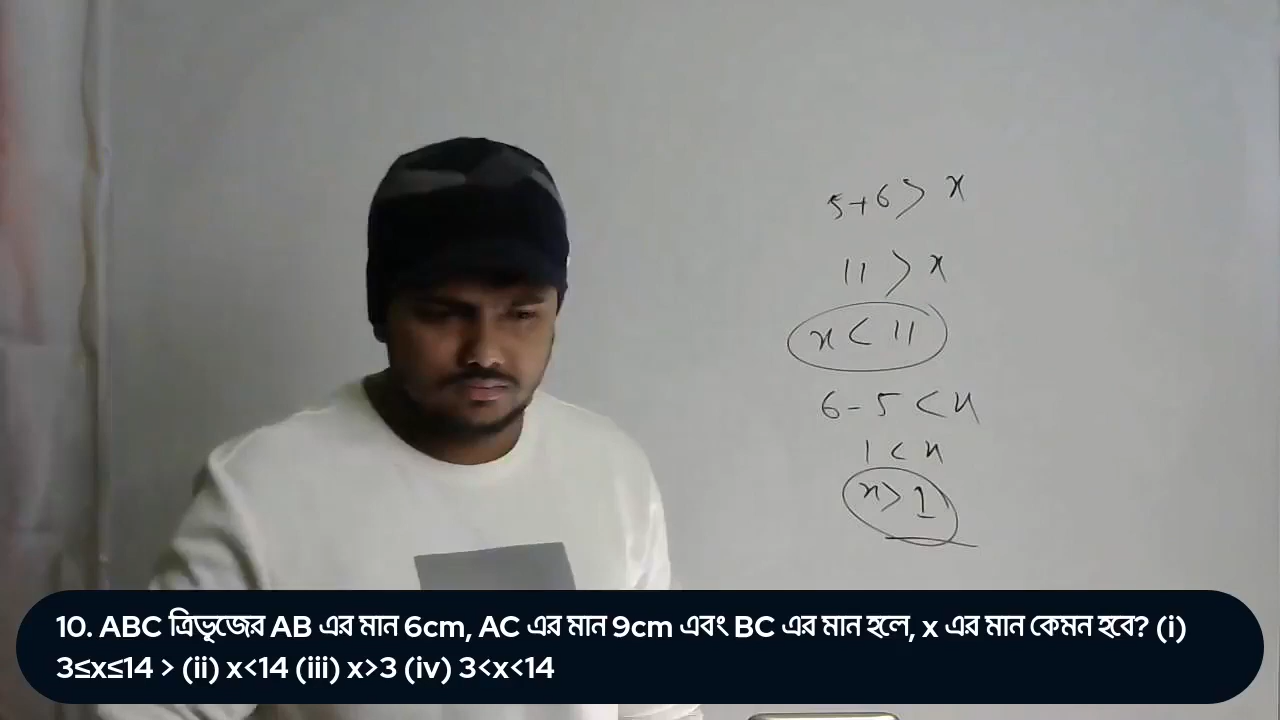 5+6 > x
11 > x
x < 11
6-5 < x
1 < x
x > 1
10. ABC ত্রিভূজের AB এর মান 6cm, AC এর মান 9cm এবং BC এর মান হলে, x এর মান কেমন হবে? (i)
3≤x≤14 > (ii) x<14 (iii) x>3 (iv) 3<x<14